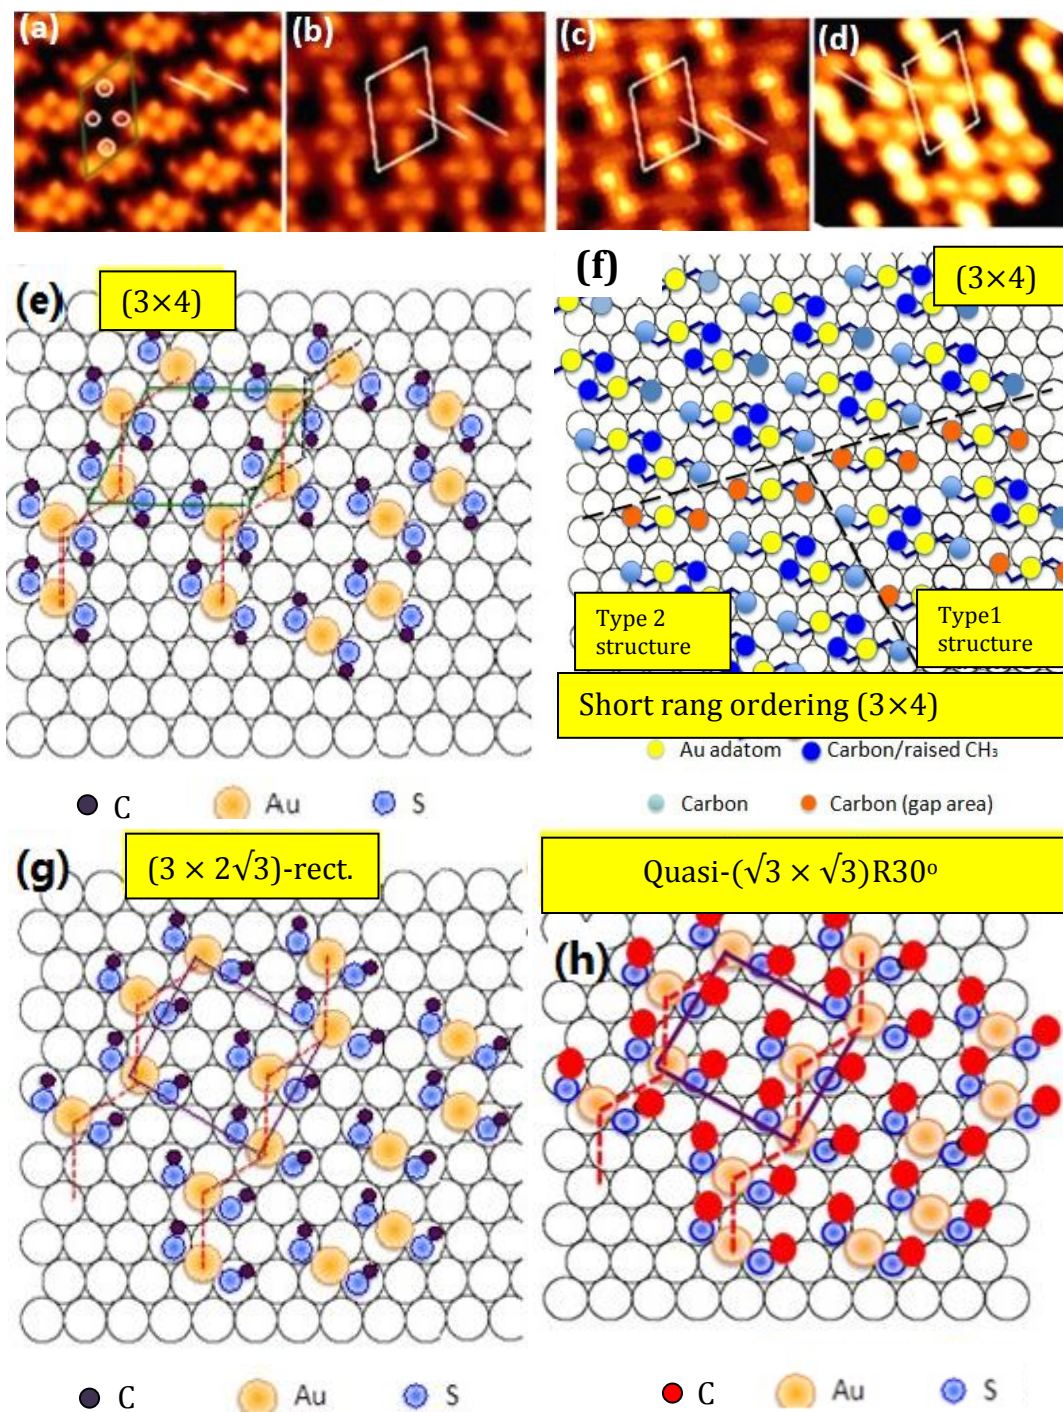 (a)
(b)
(c)
(d)
(e)
(3×4)
(f)
(3×4)
Type 2
structure
Type1
structure
Short rang ordering (3×4)
Au adatom
Carbon/raised CH₃
Carbon
Carbon (gap area)
C
Au
S
(g)
(3 × 2√3)-rect.
Quasi-(√3 × √3)R30º
(h)
C
Au
S
C
Au
S